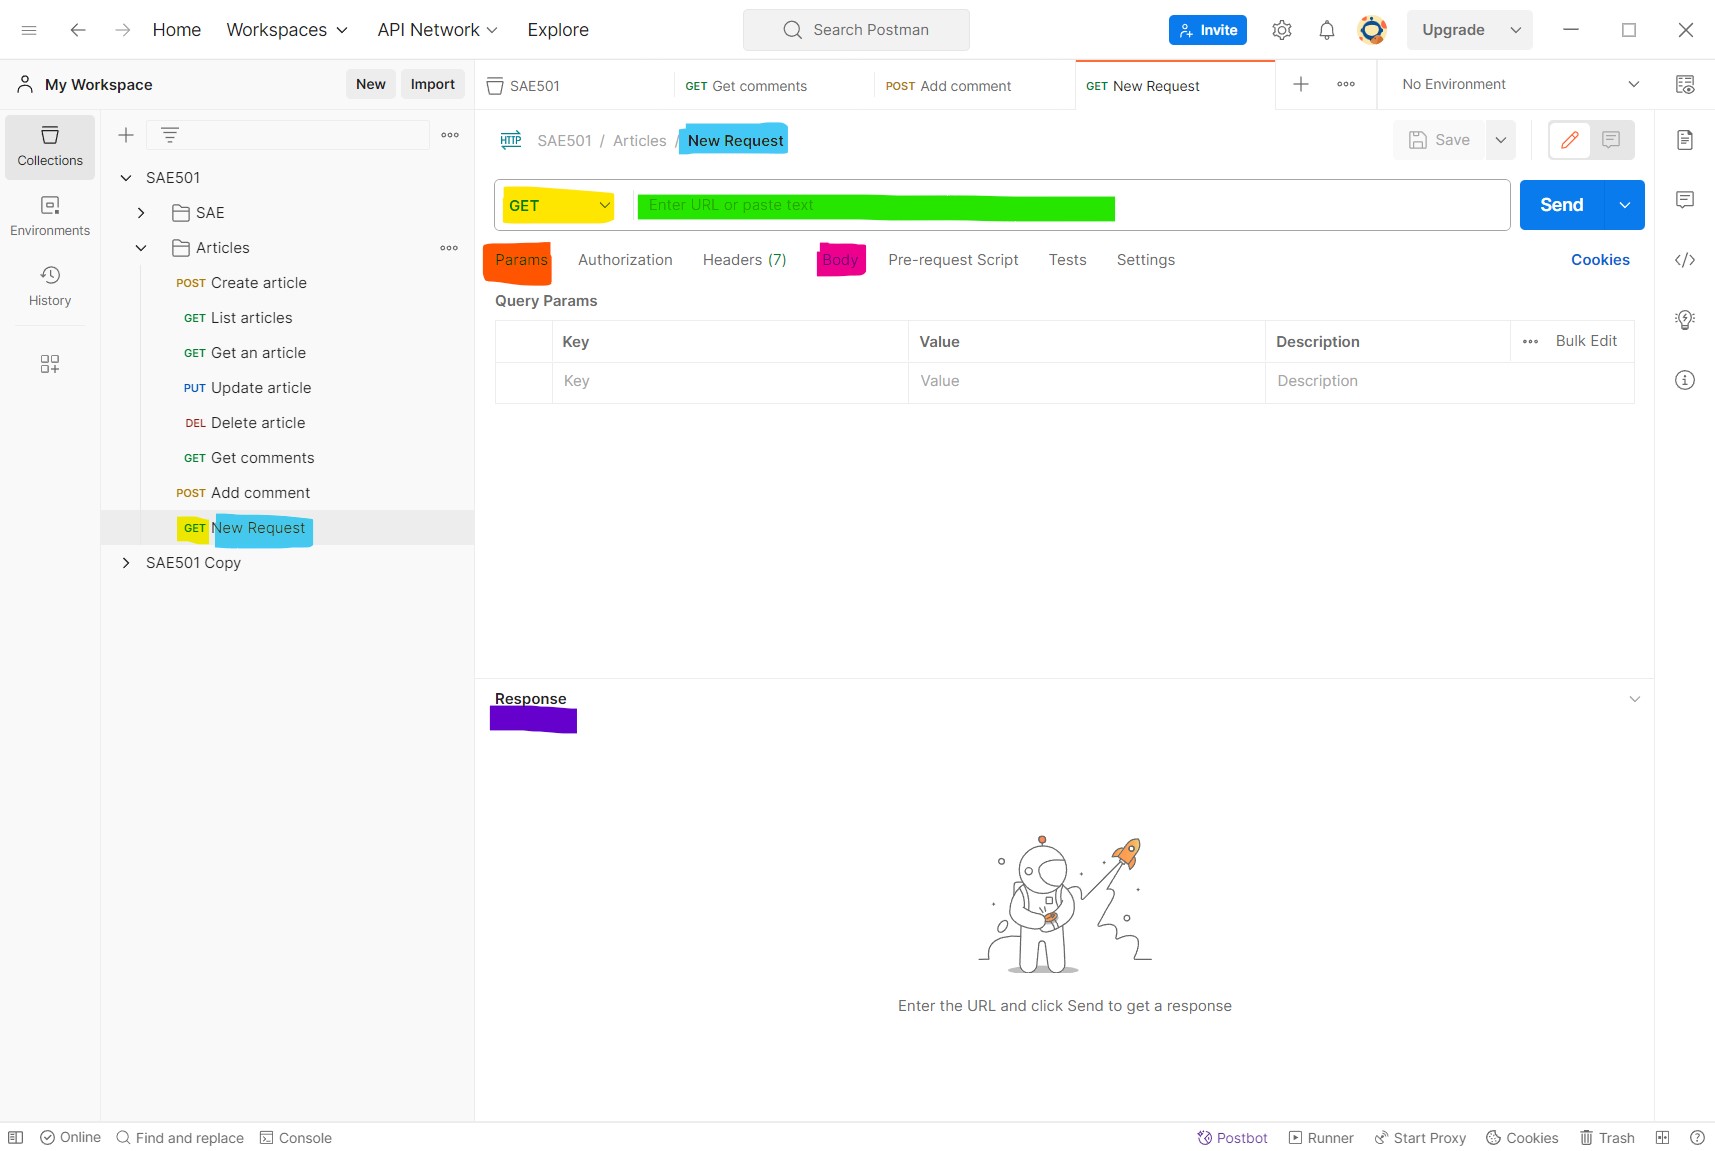 Home Workspaces API Network Explore Search Postman Invite Upgrade
My Workspace New Import SAE501 GET Get comments POST Add comment GET New Request No Environment
Collections
Environments
History
SAE501
SAE
Articles
POST Create article
GET List articles
GET Get an article
PUT Update article
DEL Delete article
GET Get comments
POST Add comment
GET New Request
SAE501 Copy
HTTP SAE501 / Articles / New Request Save
GET Enter URL or paste text Send
Params Authorization Headers (7) Body Pre-request Script Tests Settings Cookies
Query Params
Key Value Description Bulk Edit
Key Value Description
Response
Enter the URL and click Send to get a response
Online Find and replace Console Postbot Runner Start Proxy Cookies Trash